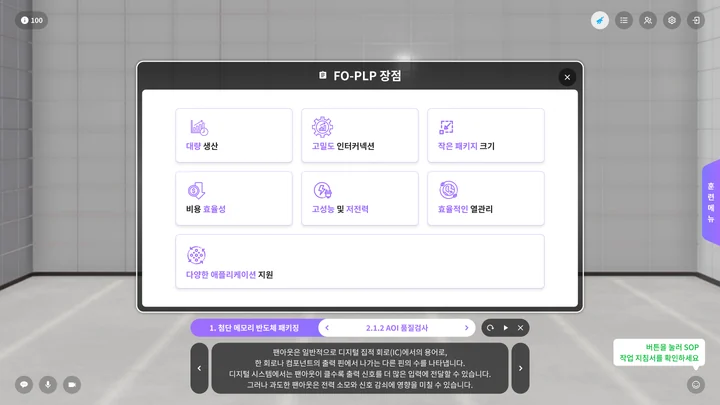 100
FO-PLP 장점
대량 생산
고밀도 인터커넥션
작은 패키지 크기
비용 효율성
고성능 및 저전력
효율적인 열관리
다양한 애플리케이션 지원
훈련메뉴
1. 첨단 메모리 반도체 패키징
2.1.2 AOI 품질검사
팬아웃은 일반적으로 디지털 집적 회로(IC)에서의 용어로,
한 회로나 컴포넌트의 출력 핀에서 나가는 다른 핀의 수를 나타냅니다.
디지털 시스템에서는 팬아웃이 클수록 출력 신호를 더 많은 입력에 전달할 수 있습니다.
그러나 과도한 팬아웃은 전력 소모와 신호 감쇠에 영향을 미칠 수 있습니다.
버튼을 눌러 SOP
작업 지침서를 확인하세요